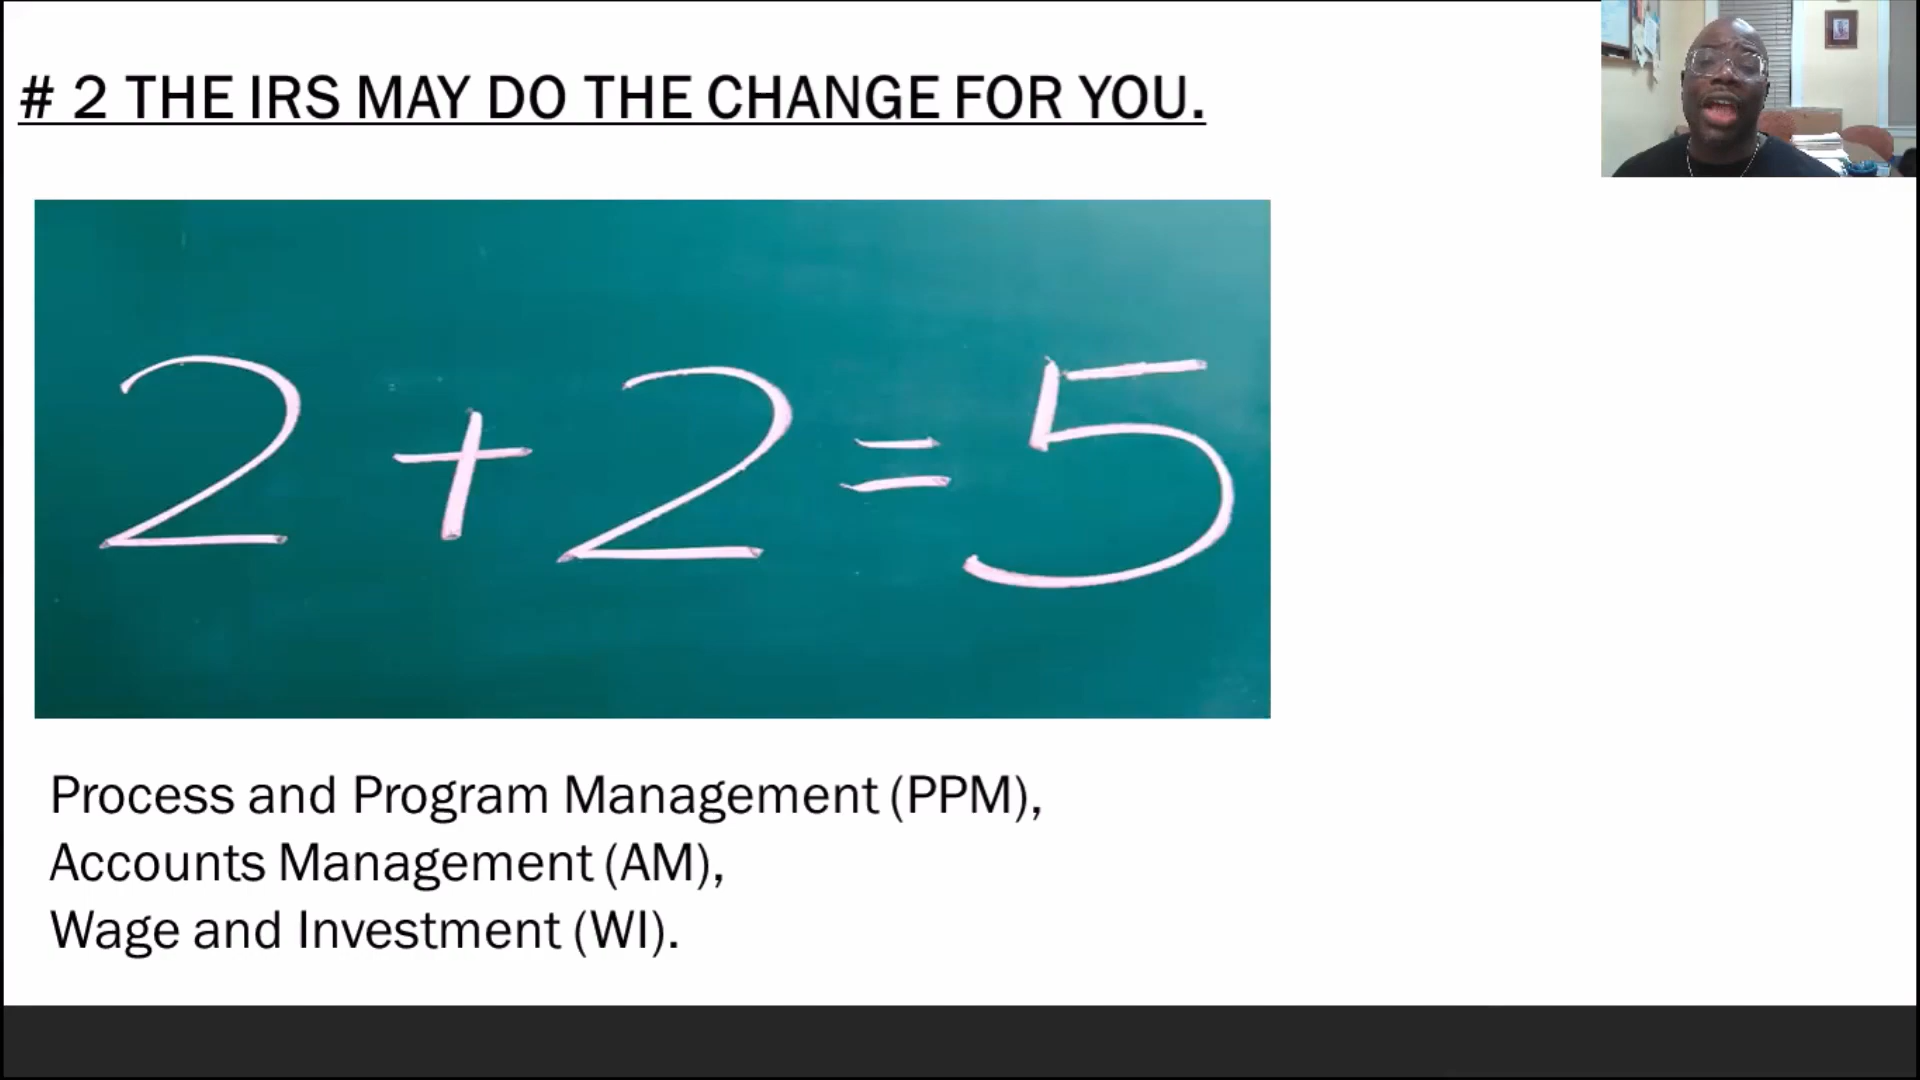 # 2 THE IRS MAY DO THE CHANGE FOR YOU.
2 + 2 = 5
Process and Program Management (PPM),
Accounts Management (AM),
Wage and Investment (WI).